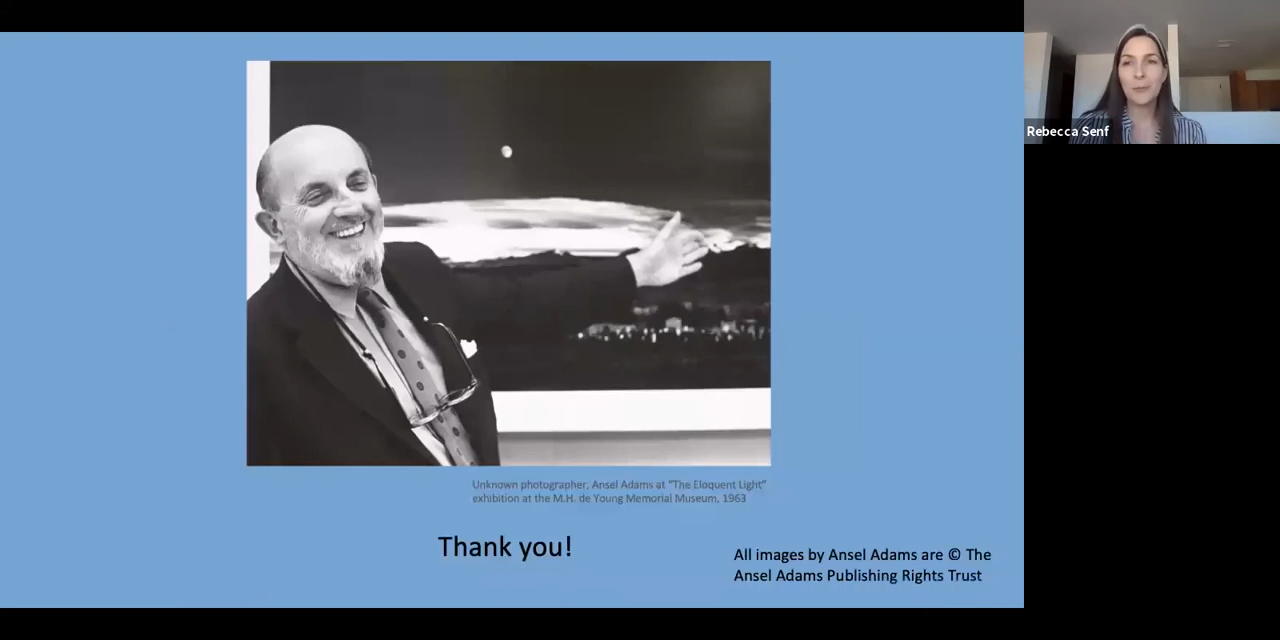 Rebecca Senf
Unknown photographer, Ansel Adams at "The Eloquent Light"
exhibition at the M.H. de Young Memorial Museum, 1963
Thank you!
All images by Ansel Adams are © The
Ansel Adams Publishing Rights Trust